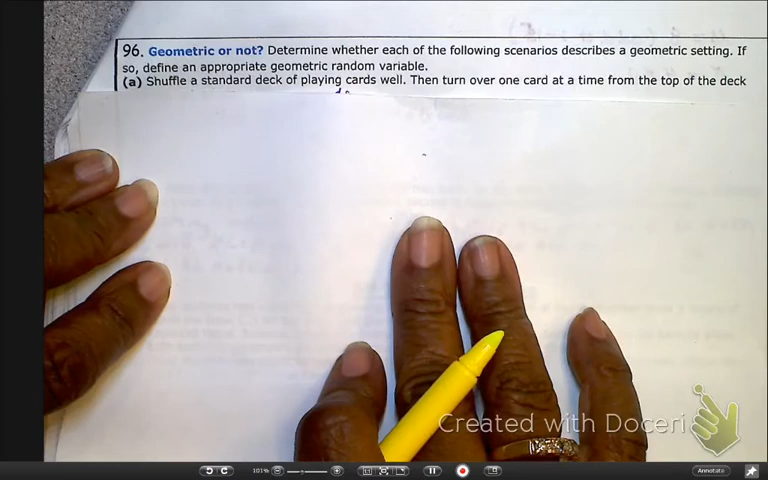 96. Geometric or not? Determine whether each of the following scenarios describes a geometric setting. If
so, define an appropriate geometric random variable.
(a) Shuffle a standard deck of playing cards well. Then turn over one card at a time from the top of the deck
Created with Doceri
101%
Annotate